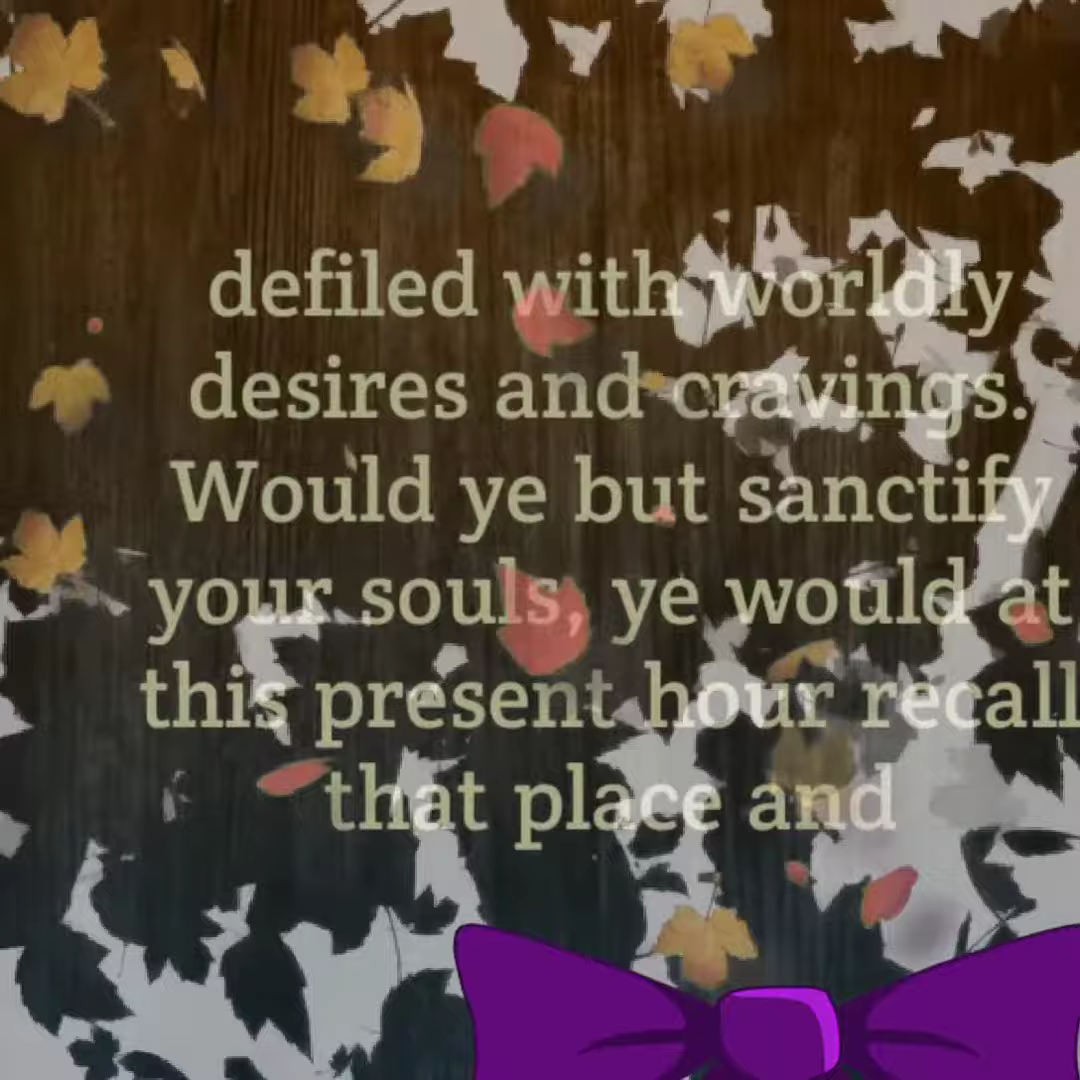 defiled with worldly
desires and cravings.
Would ye but sanctify
your souls, ye would at
this present hour recall
that place and